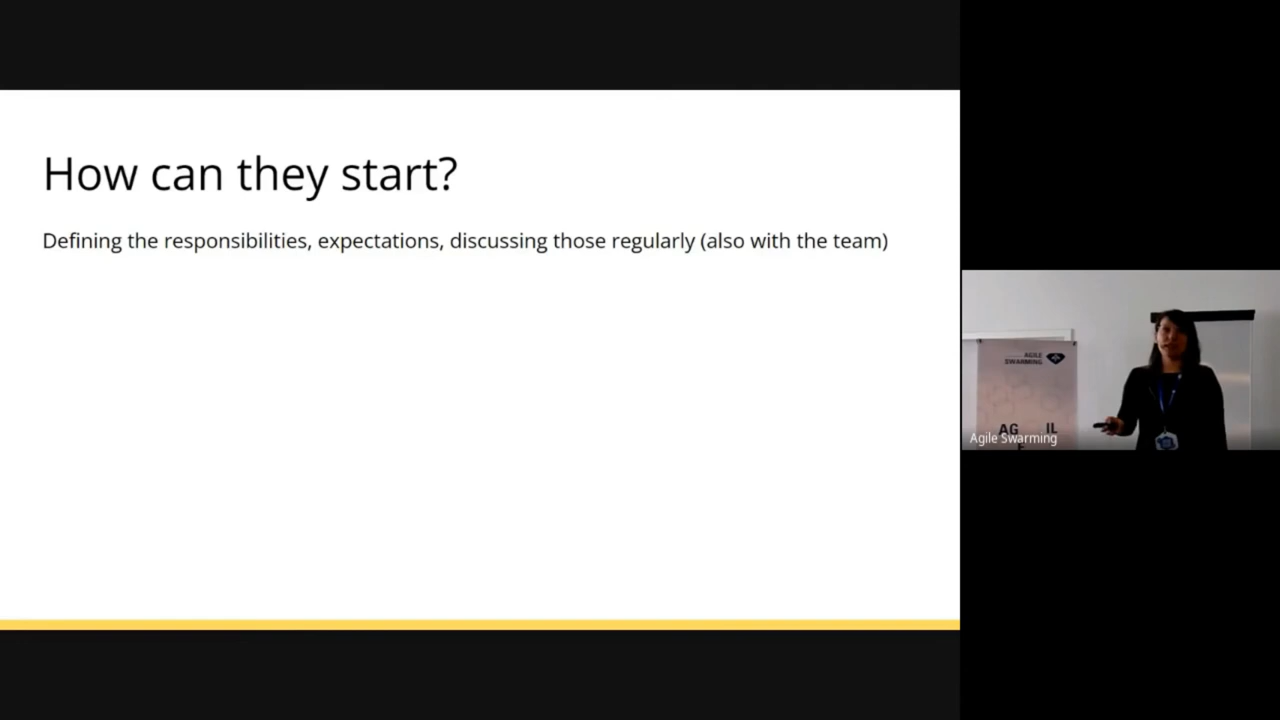 How can they start?
Defining the responsibilities, expectations, discussing those regularly (also with the team)
AGILE
SWARMING
AG IL
E
Agile Swarming